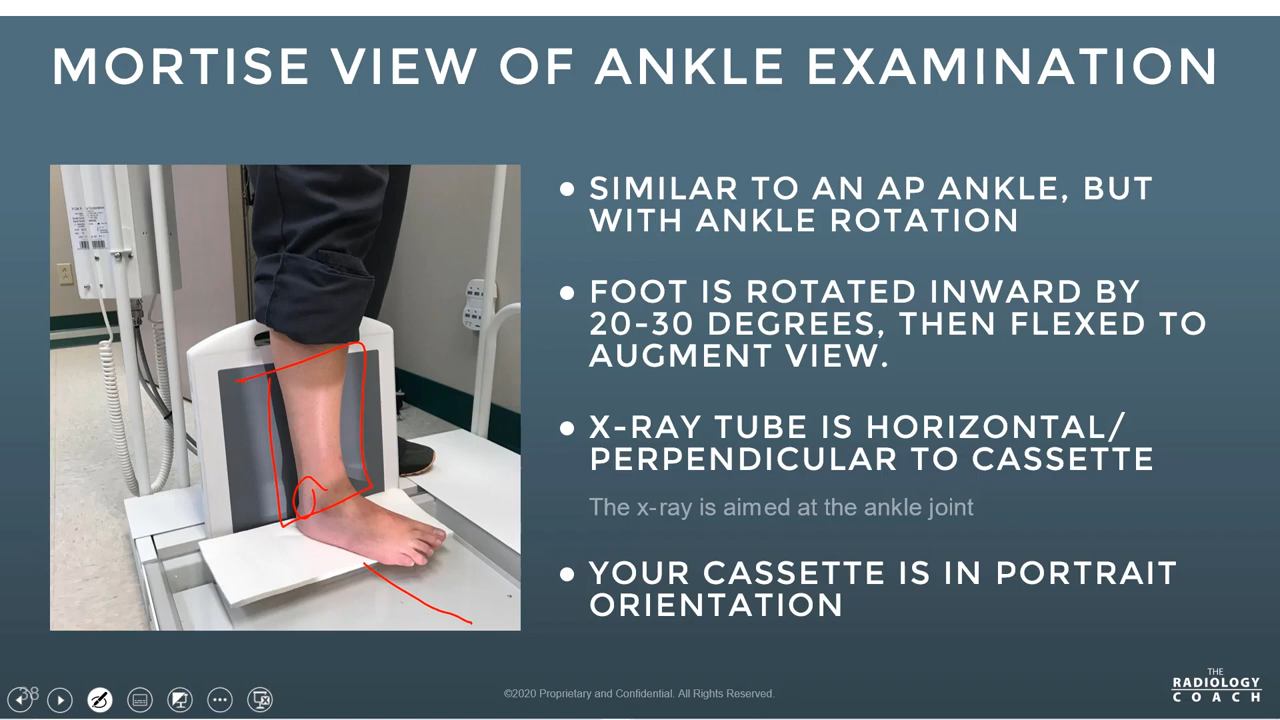 MORTISE VIEW OF ANKLE EXAMINATION
● SIMILAR TO AN AP ANKLE, BUT
WITH ANKLE ROTATION
● FOOT IS ROTATED INWARD BY
20-30 DEGREES, THEN FLEXED TO
AUGMENT VIEW.
● X-RAY TUBE IS HORIZONTAL/
PERPENDICULAR TO CASSETTE
The x-ray is aimed at the ankle joint
● YOUR CASSETTE IS IN PORTRAIT
ORIENTATION
38
©2020 Proprietary and Confidential. All Rights Reserved.
THE
RADIOLOGY
COACH